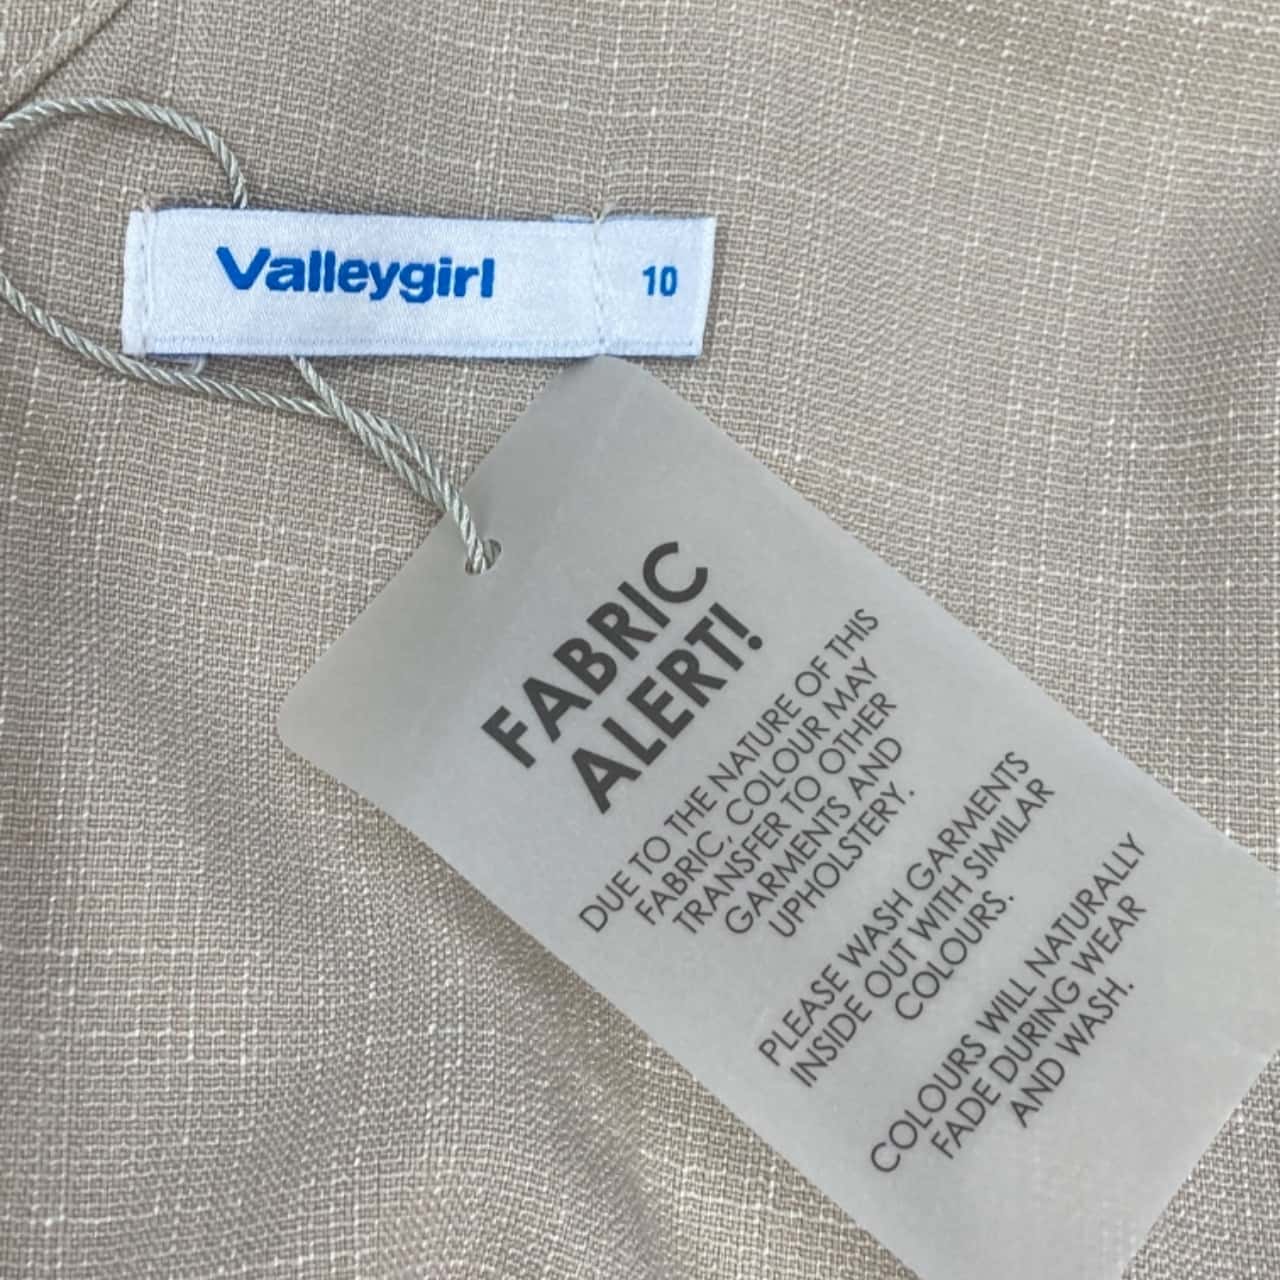 Valleygirl 10
FABRIC
ALERT!
DUE TO THE NATURE OF THIS
FABRIC, COLOUR MAY
TRANSFER TO OTHER
GARMENTS AND
UPHOLSTERY.
PLEASE WASH GARMENTS
INSIDE OUT WITH SIMILAR
COLOURS.
COLOURS WILL NATURALLY
FADE DURING WEAR
AND WASH.